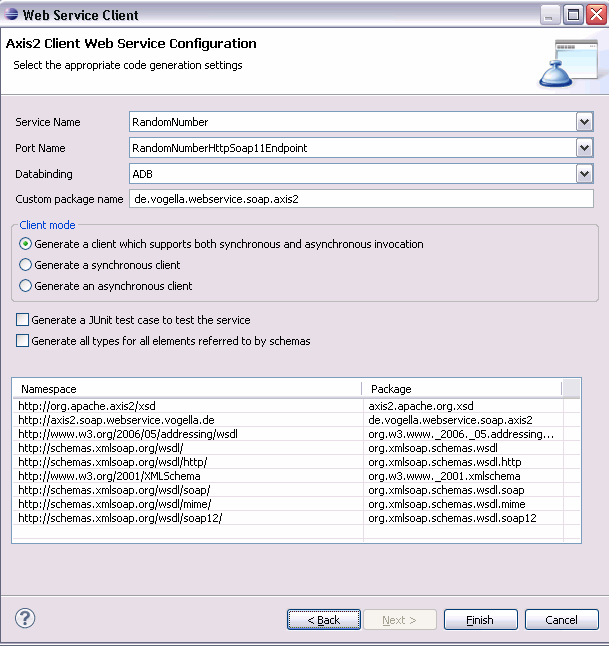 Web Service Client
Axis2 Client Web Service Configuration
Select the appropriate code generation settings
Service Name RandomNumber
Port Name RandomNumberHttpSoap11Endpoint
Databinding ADB
Custom package name de.vogella.webservice.soap.axis2
Client mode
Generate a client which supports both synchronous and asynchronous invocation
Generate a synchronous client
Generate an asynchronous client
Generate a JUnit test case to test the service
Generate all types for all elements referred to by schemas
Namespace Package
http://org.apache.axis2/xsd axis2.apache.org.xsd
http://axis2.soap.webservice.vogella.de de.vogella.webservice.soap.axis2
http://www.w3.org/2006/05/addressing/wsdl org.w3.www._2006._05.addressing...
http://schemas.xmlsoap.org/wsdl/ org.xmlsoap.schemas.wsdl
http://schemas.xmlsoap.org/wsdl/http/ org.xmlsoap.schemas.wsdl.http
http://www.w3.org/2001/XMLSchema org.w3.www._2001.xmlschema
http://schemas.xmlsoap.org/wsdl/soap/ org.xmlsoap.schemas.wsdl.soap
http://schemas.xmlsoap.org/wsdl/mime/ org.xmlsoap.schemas.wsdl.mime
http://schemas.xmlsoap.org/wsdl/soap12/ org.xmlsoap.schemas.wsdl.soap12
? < Back Next > Finish Cancel